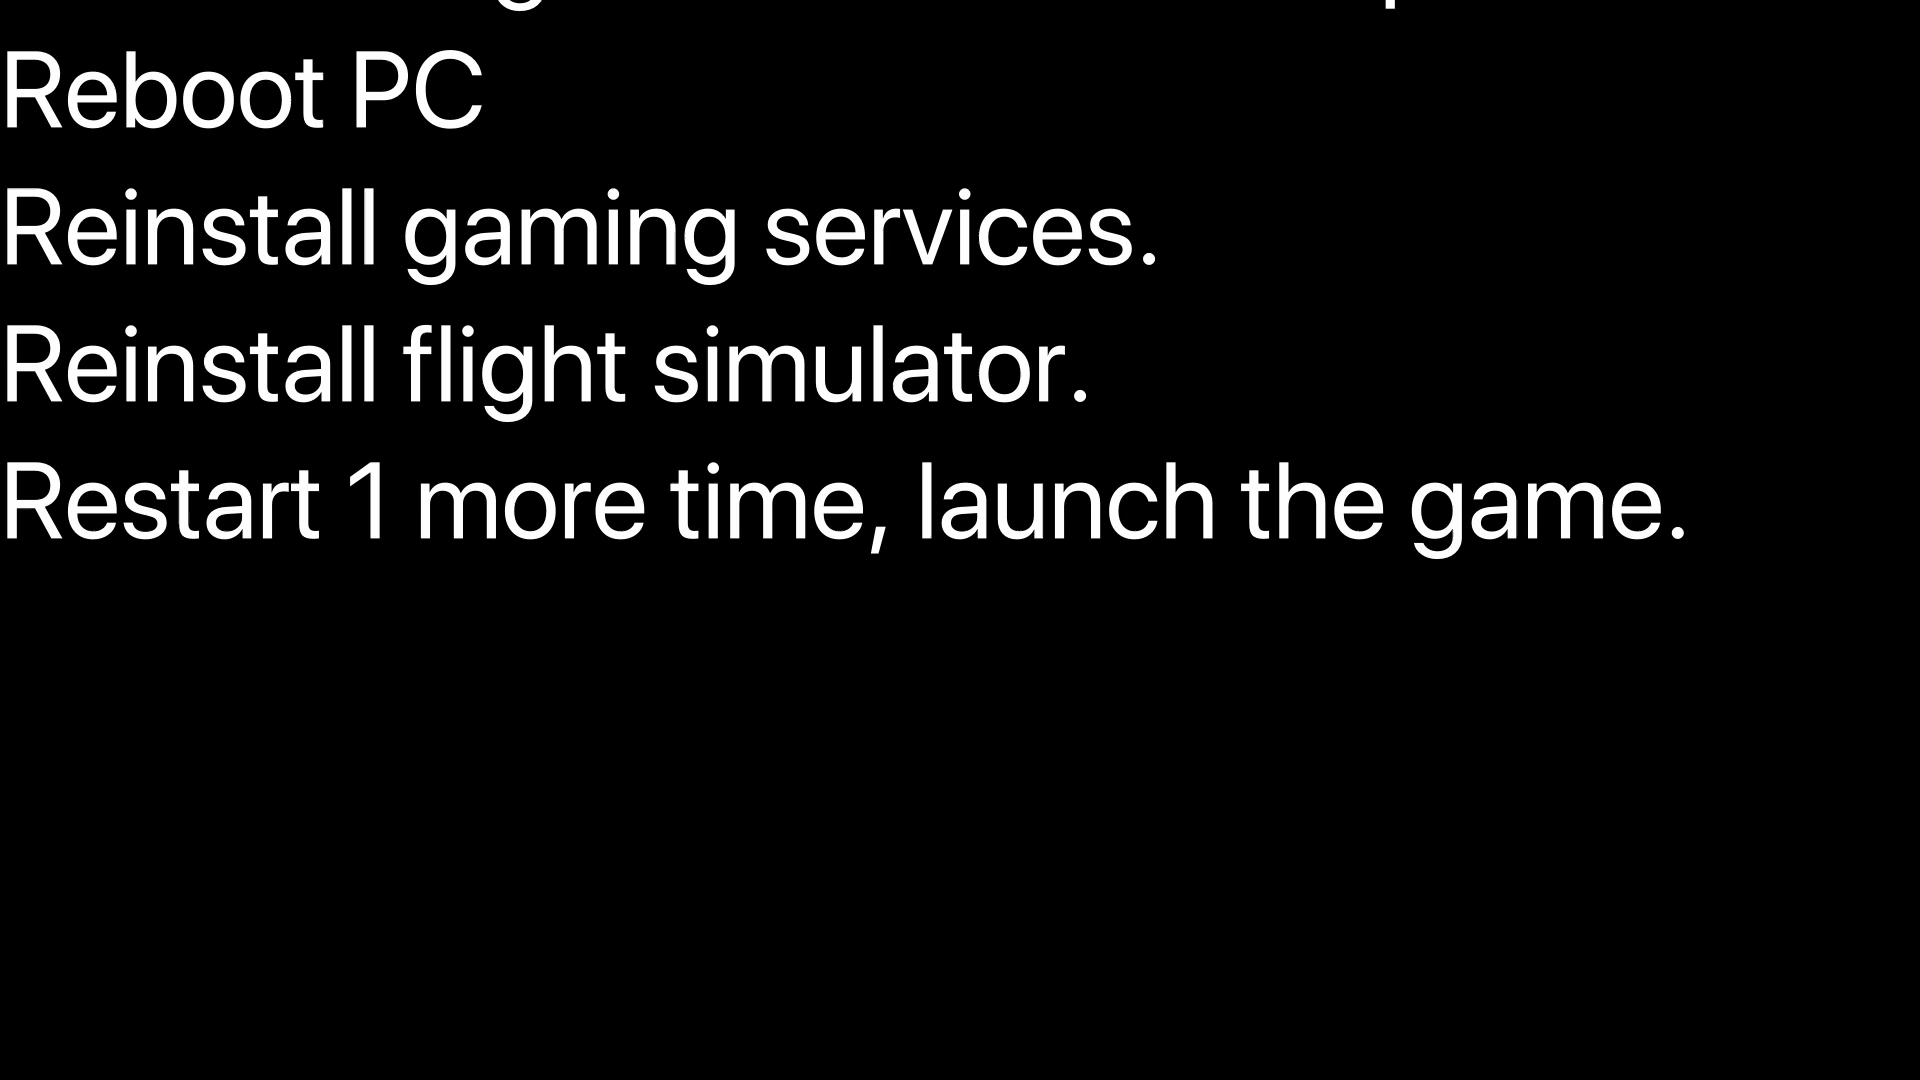 Reboot PC
Reinstall gaming services.
Reinstall flight simulator.
Restart 1 more time, launch the game.